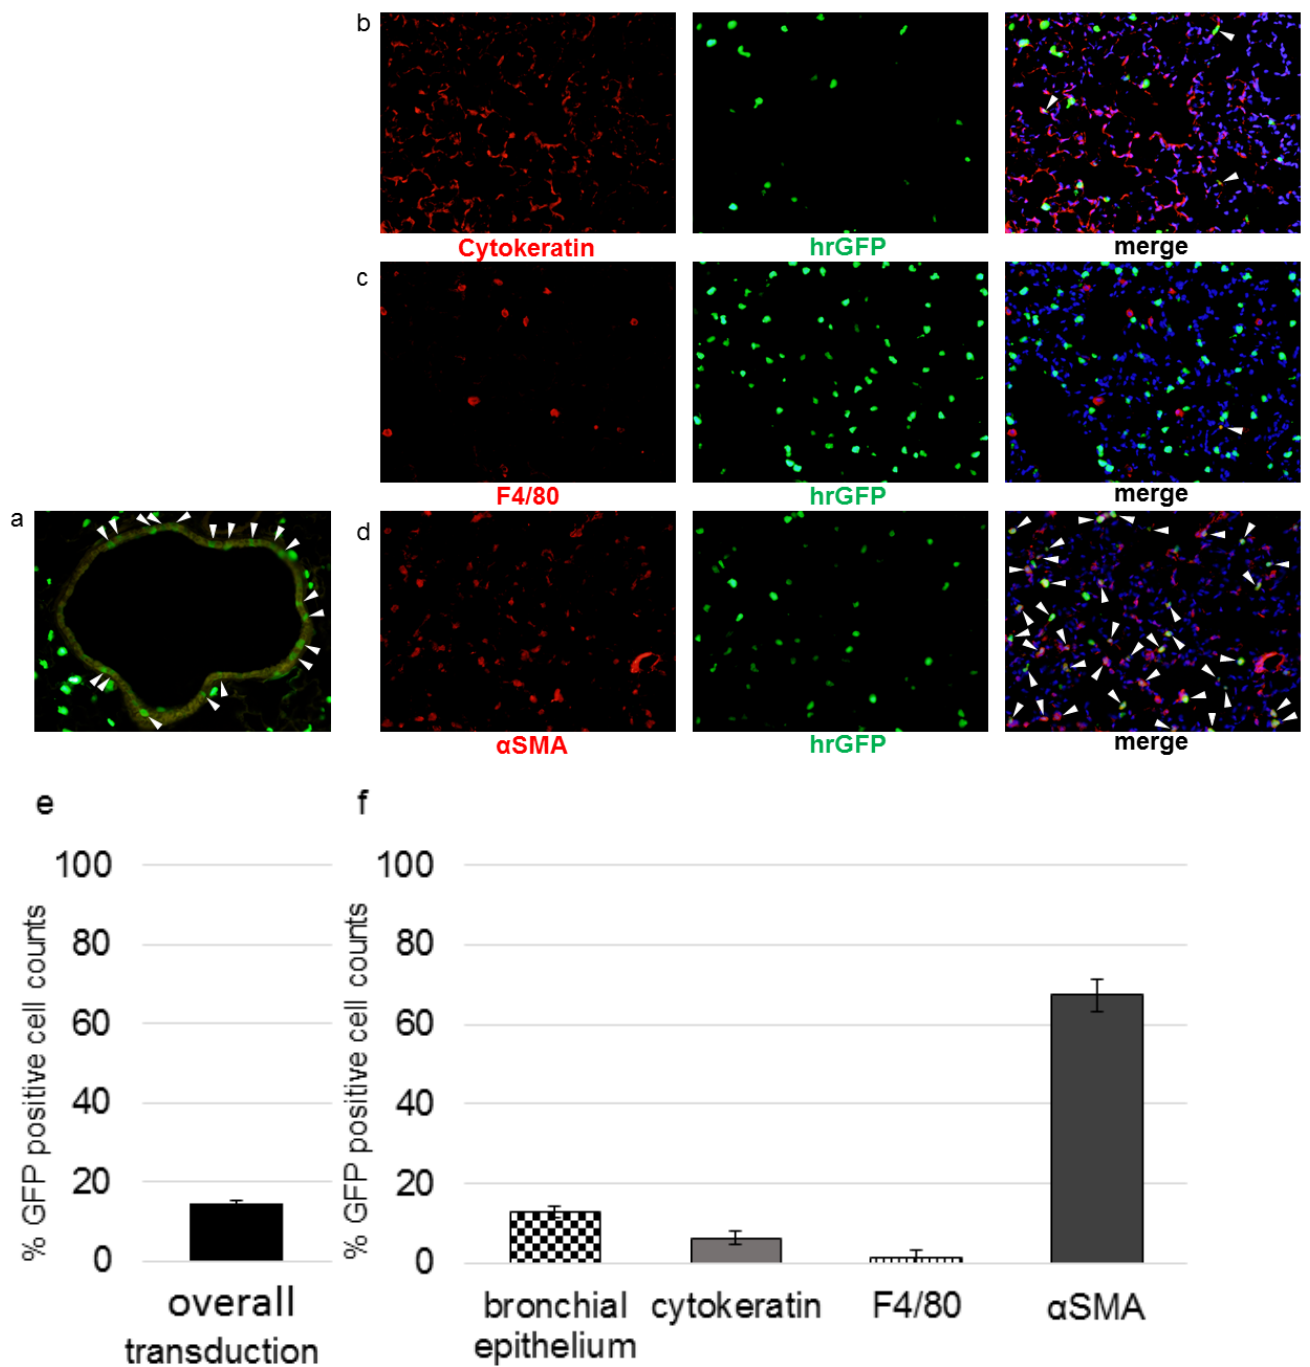 b
Cytokeratin hrGFP merge
c
F4/80 hrGFP merge
a
d
αSMA hrGFP merge
e
% GFP positive cell counts
100
80
60
40
20
0
overall
transduction
f
% GFP positive cell counts
100
80
60
40
20
0
bronchial
epithelium
cytokeratin
F4/80
αSMA